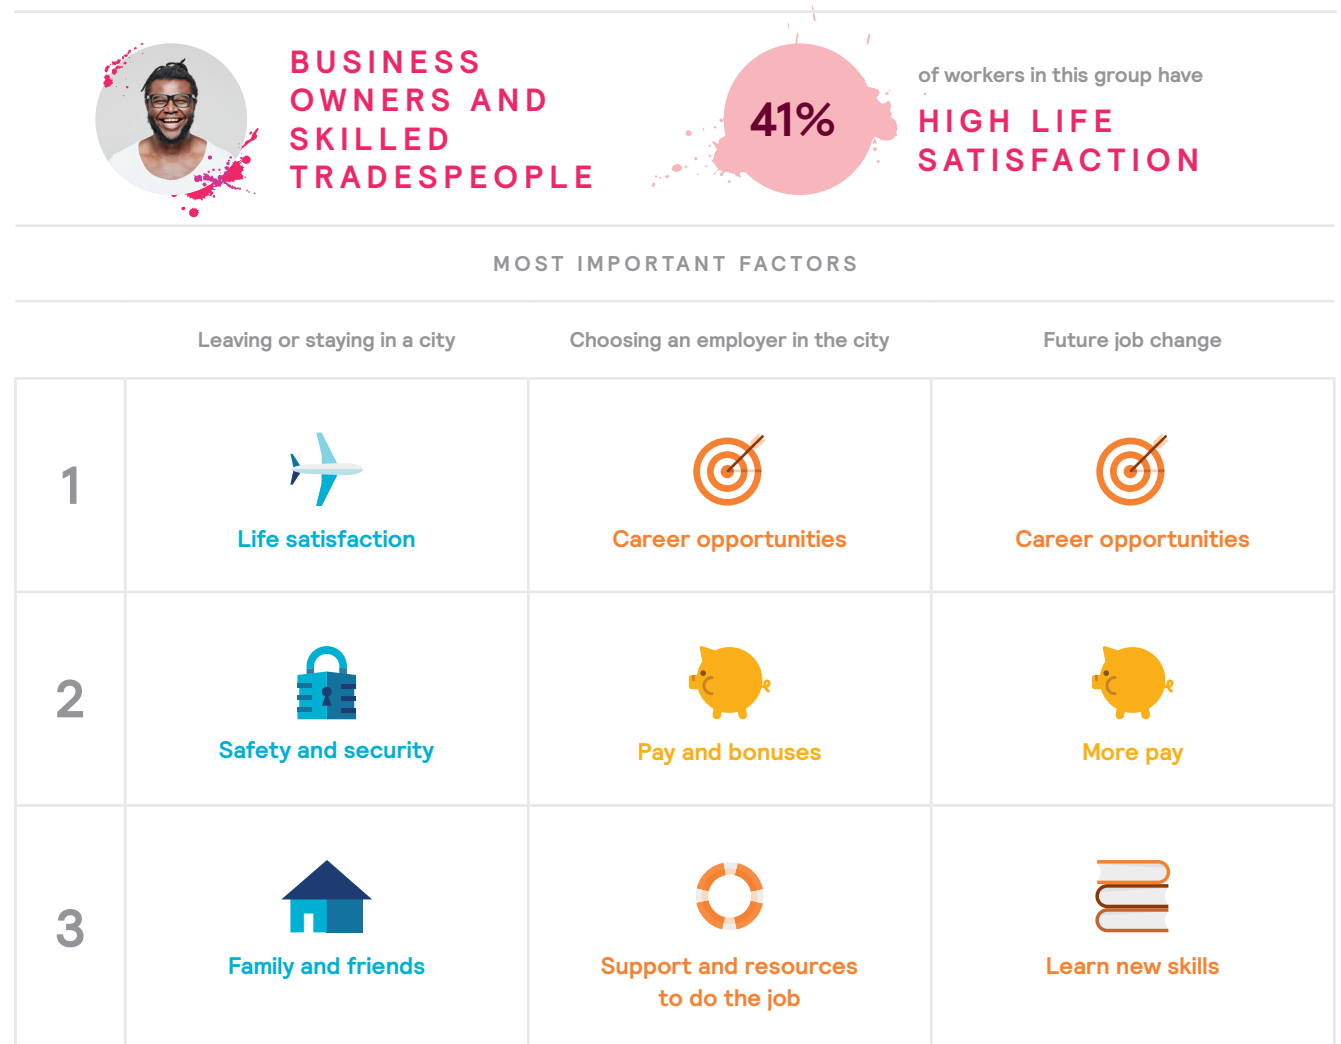 BUSINESS
OWNERS AND
SKILLED
TRADESPEOPLE
41%
of workers in this group have
HIGH LIFE
SATISFACTION
MOST IMPORTANT FACTORS
Leaving or staying in a city
Choosing an employer in the city
Future job change
1
Life satisfaction
Career opportunities
Career opportunities
2
Safety and security
Pay and bonuses
More pay
3
Family and friends
Support and resources
to do the job
Learn new skills